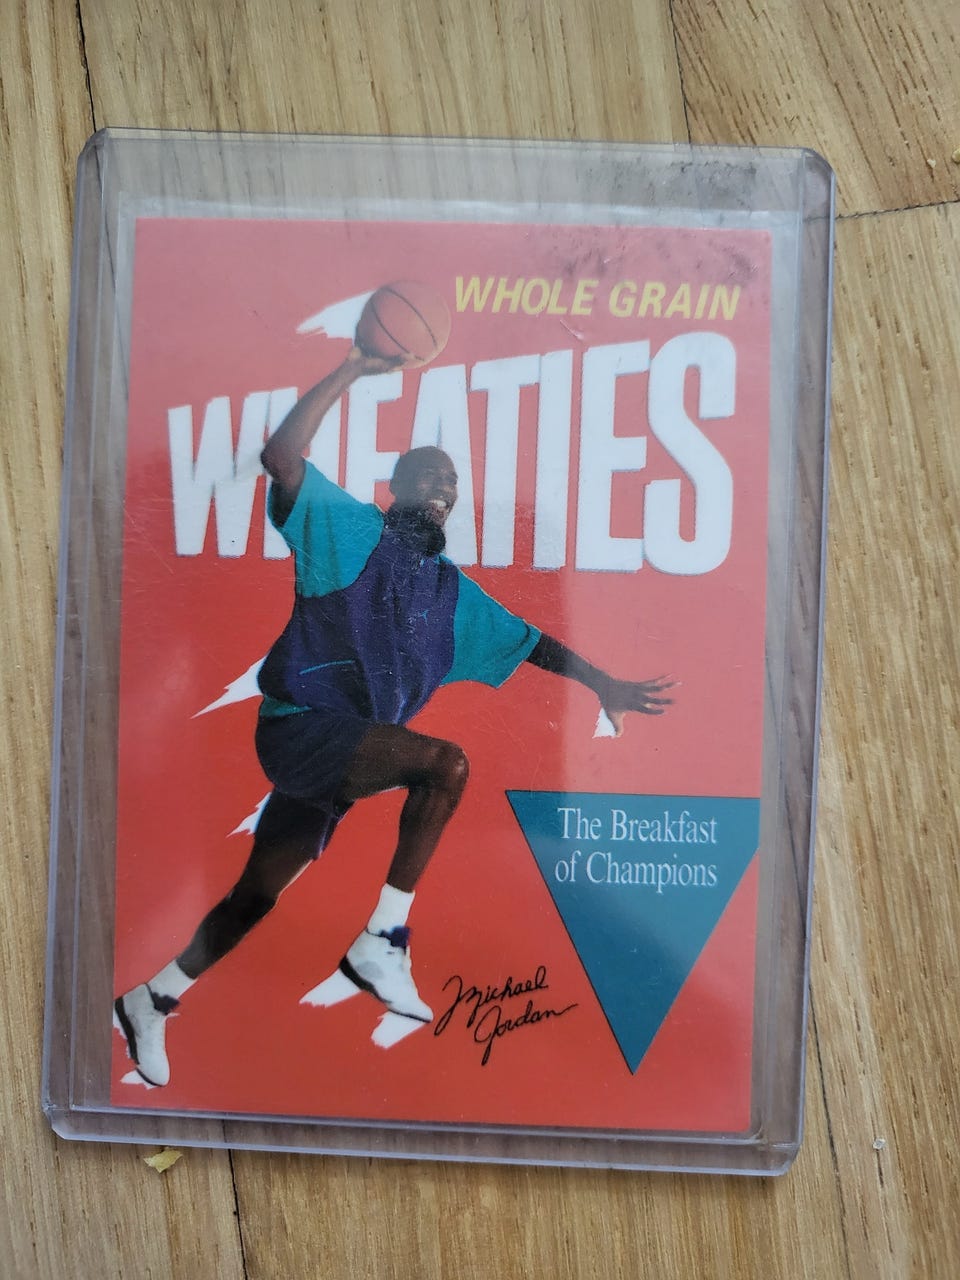 WHOLE GRAIN
WHEATIES
The Breakfast
of Champions
Michael
Jordan